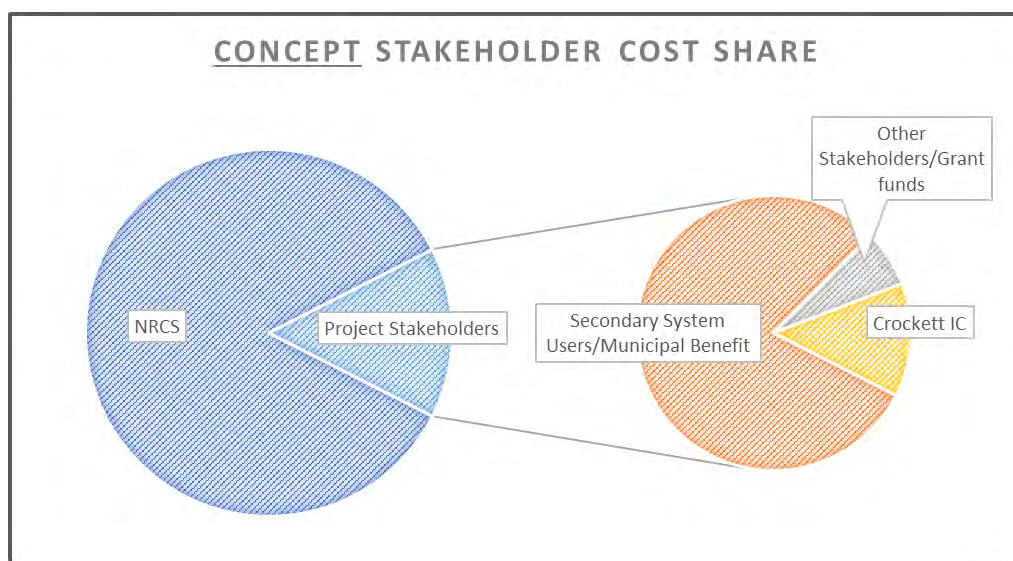 CONCEPT STAKEHOLDER COST SHARE
Other
Stakeholders/Grant
funds
NRCS
Project Stakeholders
Secondary System
Users/Municipal Benefit
Crockett IC